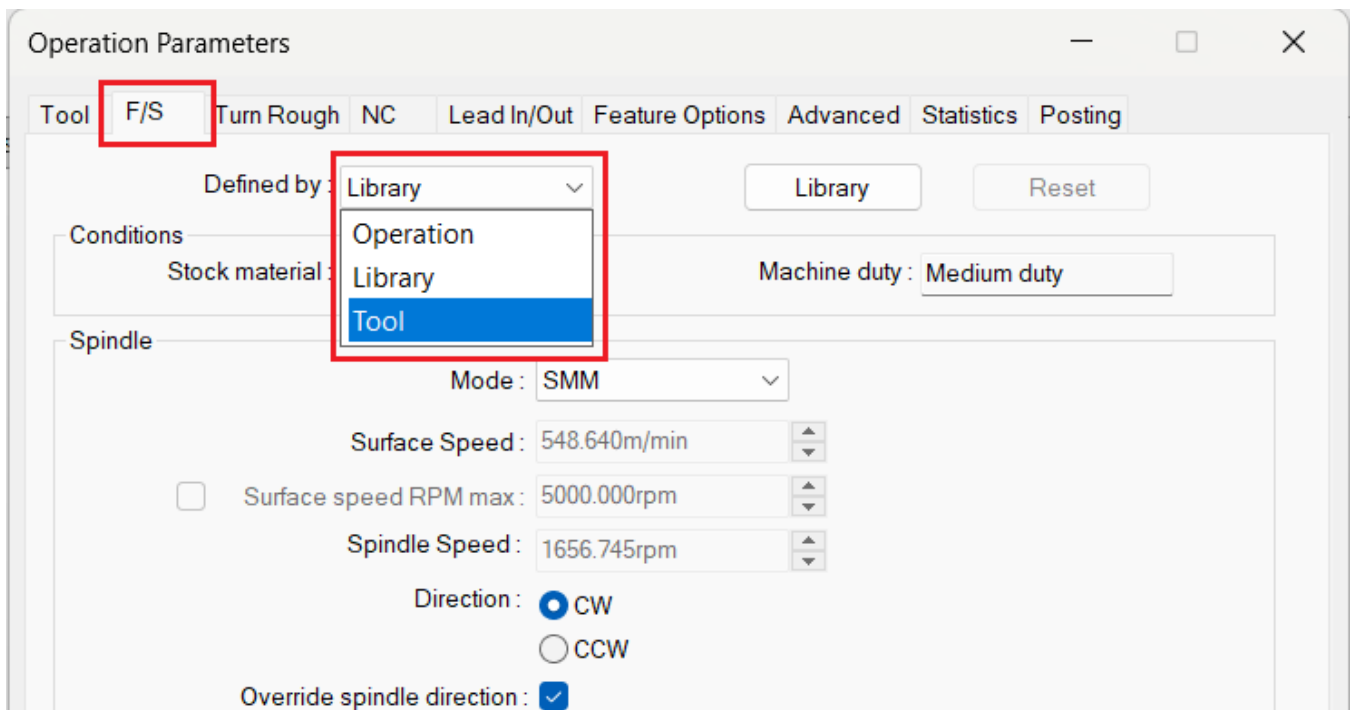 Operation Parameters
Tool F/S Turn Rough NC Lead In/Out Feature Options Advanced Statistics Posting
Defined by : Library Library Reset
Operation
Library
Tool
Conditions
Stock material : Machine duty : Medium duty
Spindle
Mode : SMM
Surface Speed : 548.640m/min
Surface speed RPM max : 5000.000rpm
Spindle Speed : 1656.745rpm
Direction : CW
CCW
Override spindle direction :